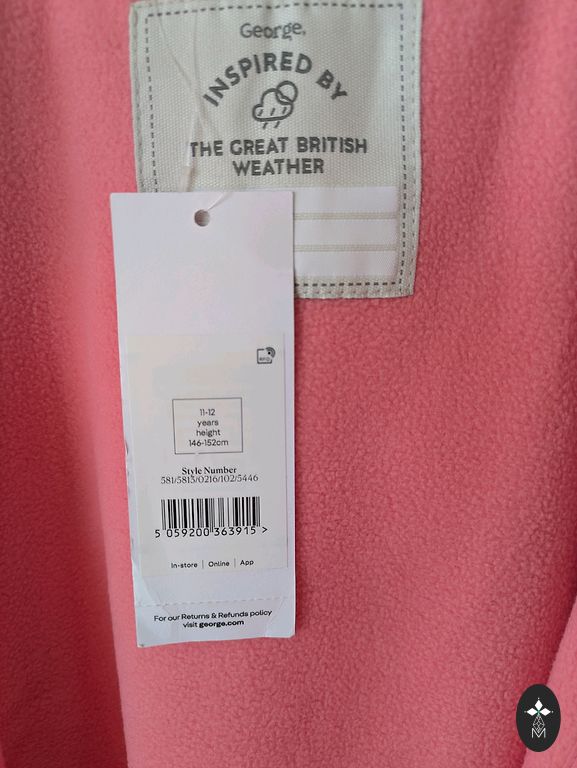 George.
INSPIRED BY
THE GREAT BRITISH
WEATHER
RFID
11-12
years
height
146-152cm
Style Number
581/5813/0216/102/5446
5 059200 363915 >
In-store | Online | App
For our Returns & Refunds policy
visit george.com
M